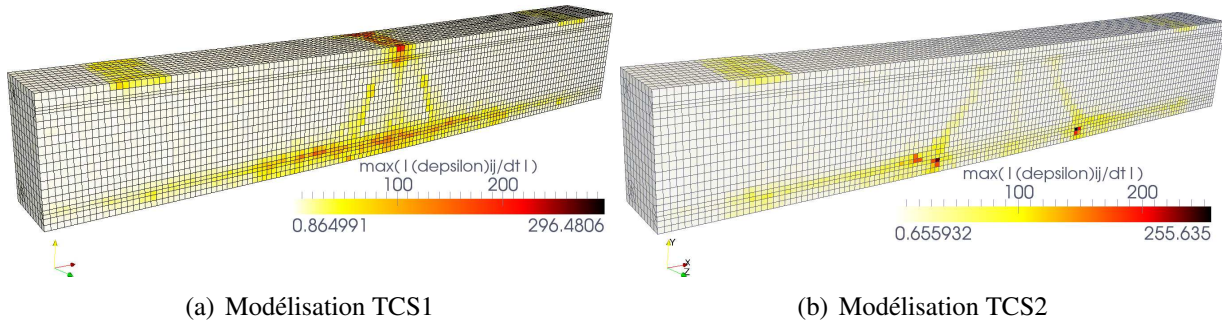 max( | (depsilon)ij/dt | )
100 200
0.864991 296.4806
max( | (depsilon)ij/dt | )
100 200
0.655932 255.635
Y
X
Z
(a) Modélisation TCS1
(b) Modélisation TCS2